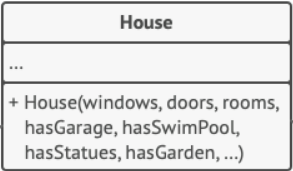 House
...
+ House(windows, doors, rooms,
hasGarage, hasSwimPool,
hasStatues, hasGarden, ...)